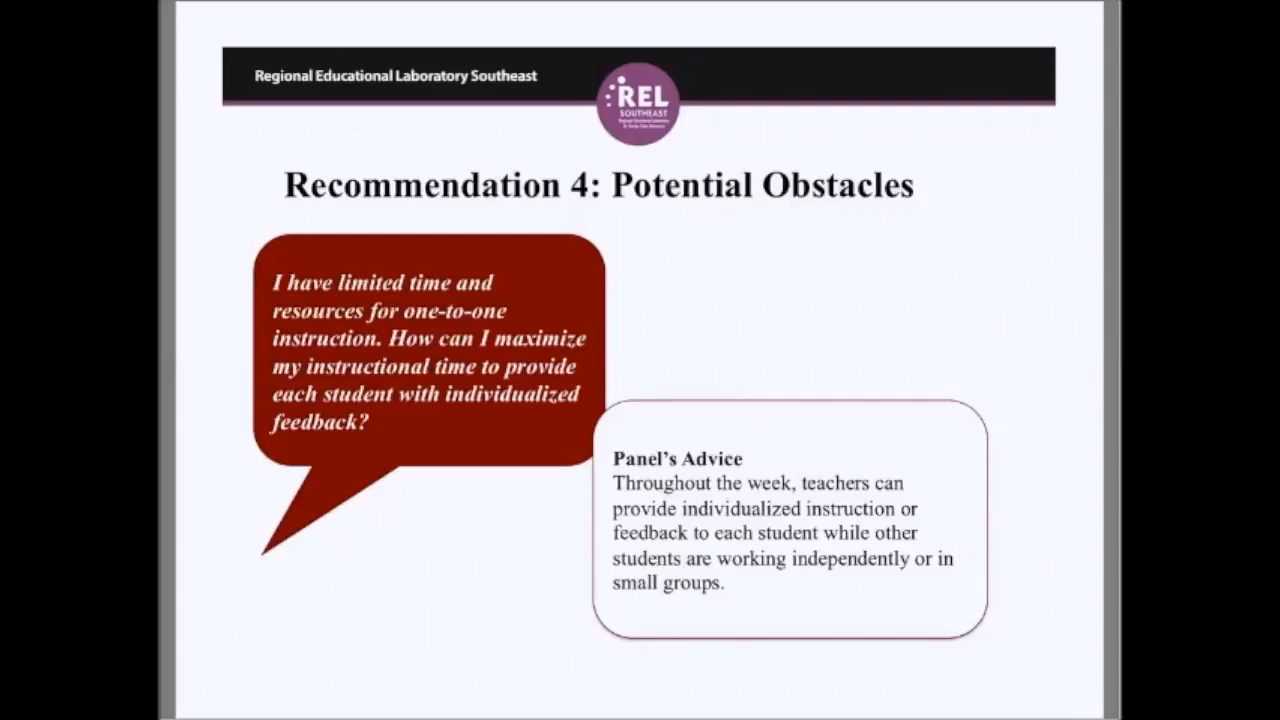 Regional Educational Laboratory Southeast
REL
SOUTHEAST
Recommendation 4: Potential Obstacles
I have limited time and
resources for one-to-one
instruction. How can I maximize
my instructional time to provide
each student with individualized
feedback?
Panel’s Advice
Throughout the week, teachers can
provide individualized instruction or
feedback to each student while other
students are working independently or in
small groups.